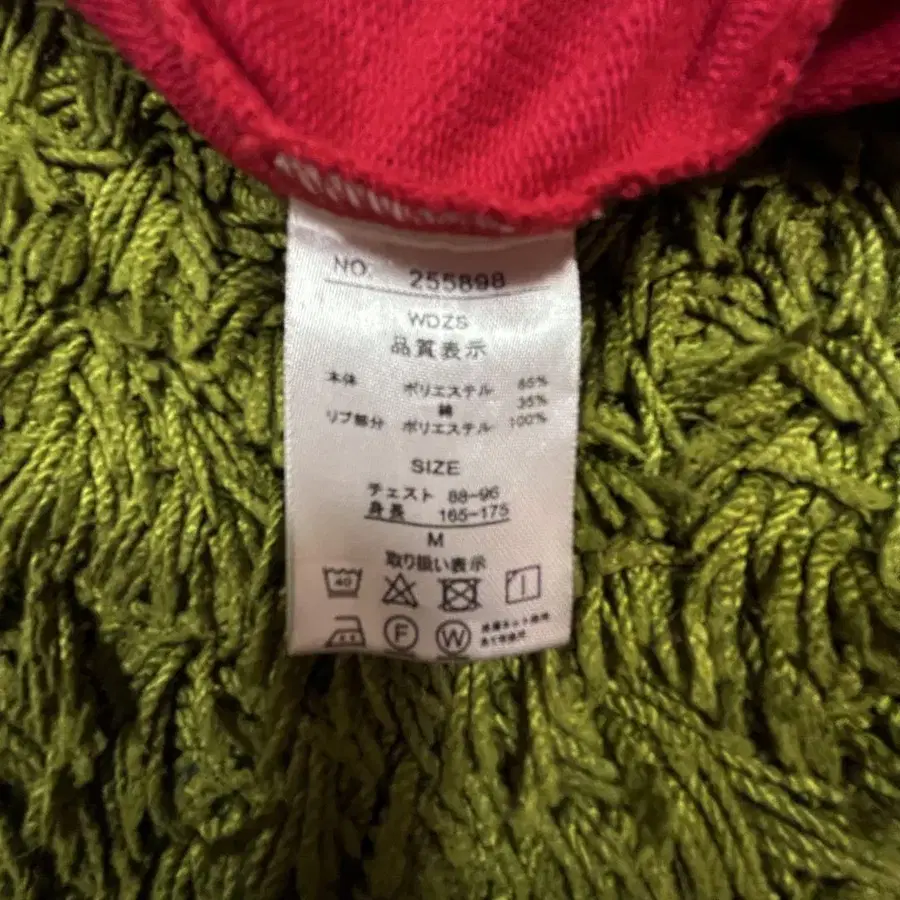 NO. 255898
WDZS
品質表示
本体 ポリエステル 65%
綿 35%
リブ部分 ポリエステル 100%
SIZE
チェスト 88-96
身長 165-175
M
取り扱い表示
40
F W